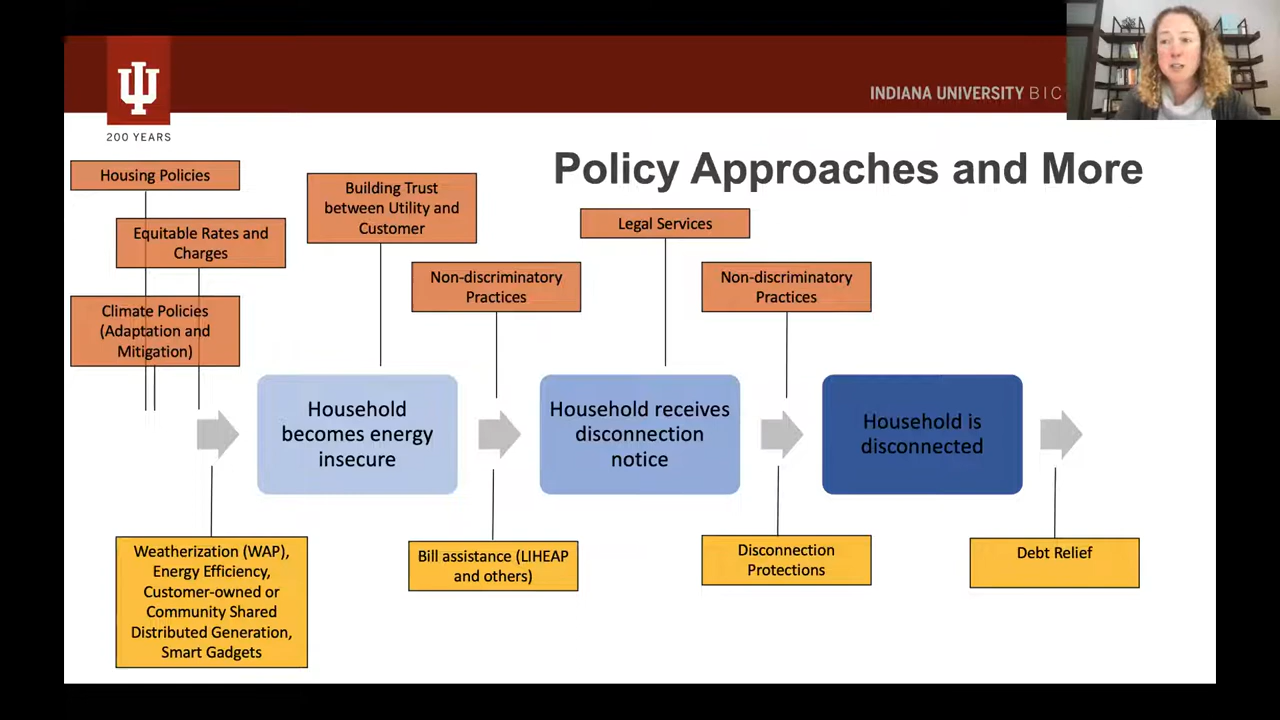 INDIANA UNIVERSITY BIC
200 YEARS
Policy Approaches and More
Housing Policies
Equitable Rates and
Charges
Climate Policies
(Adaptation and
Mitigation)
Building Trust
between Utility and
Customer
Non-discriminatory
Practices
Legal Services
Non-discriminatory
Practices
Household
becomes energy
insecure
Household receives
disconnection
notice
Household is
disconnected
Weatherization (WAP),
Energy Efficiency,
Customer-owned or
Community Shared
Distributed Generation,
Smart Gadgets
Bill assistance (LIHEAP
and others)
Disconnection
Protections
Debt Relief